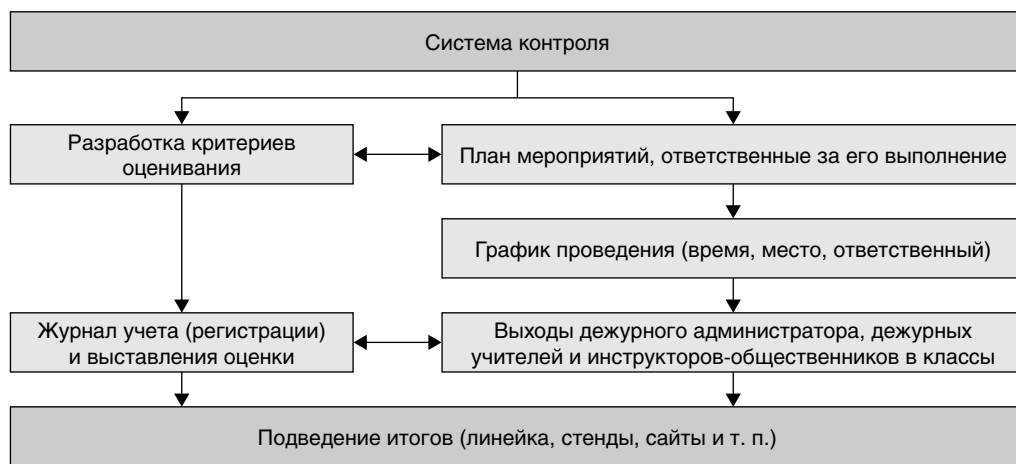 Система контроля
Разработка критериев
оценивания
План мероприятий, ответственные за его выполнение
График проведения (время, место, ответственный)
Журнал учета (регистрации)
и выставления оценки
Выходы дежурного администратора, дежурных
учителей и инструкторов-общественников в классы
Подведение итогов (линейка, стенды, сайты и т. п.)